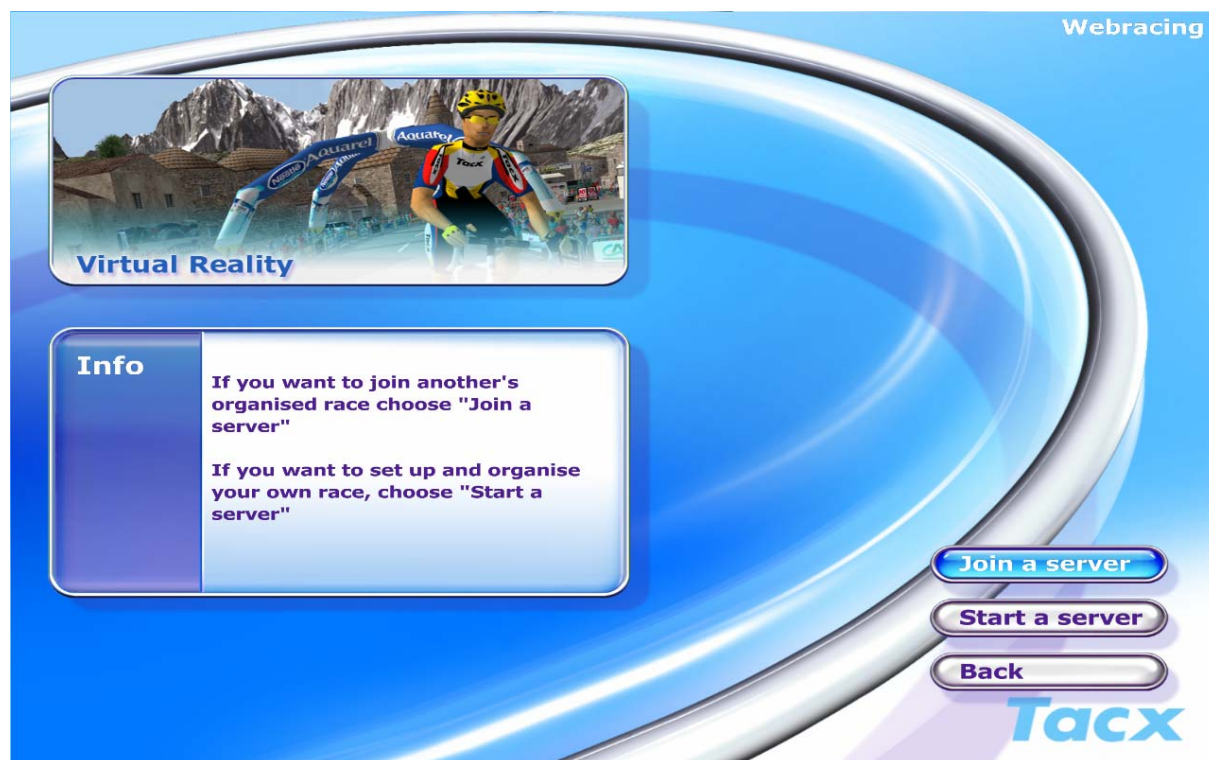 Webracing
Nestlé
Aquarel
Aquarel
Tacx
Virtual Reality
Info
If you want to join another's
organised race choose "Join a
server"
If you want to set up and organise
your own race, choose "Start a
server"
Join a server
Start a server
Back
Tacx